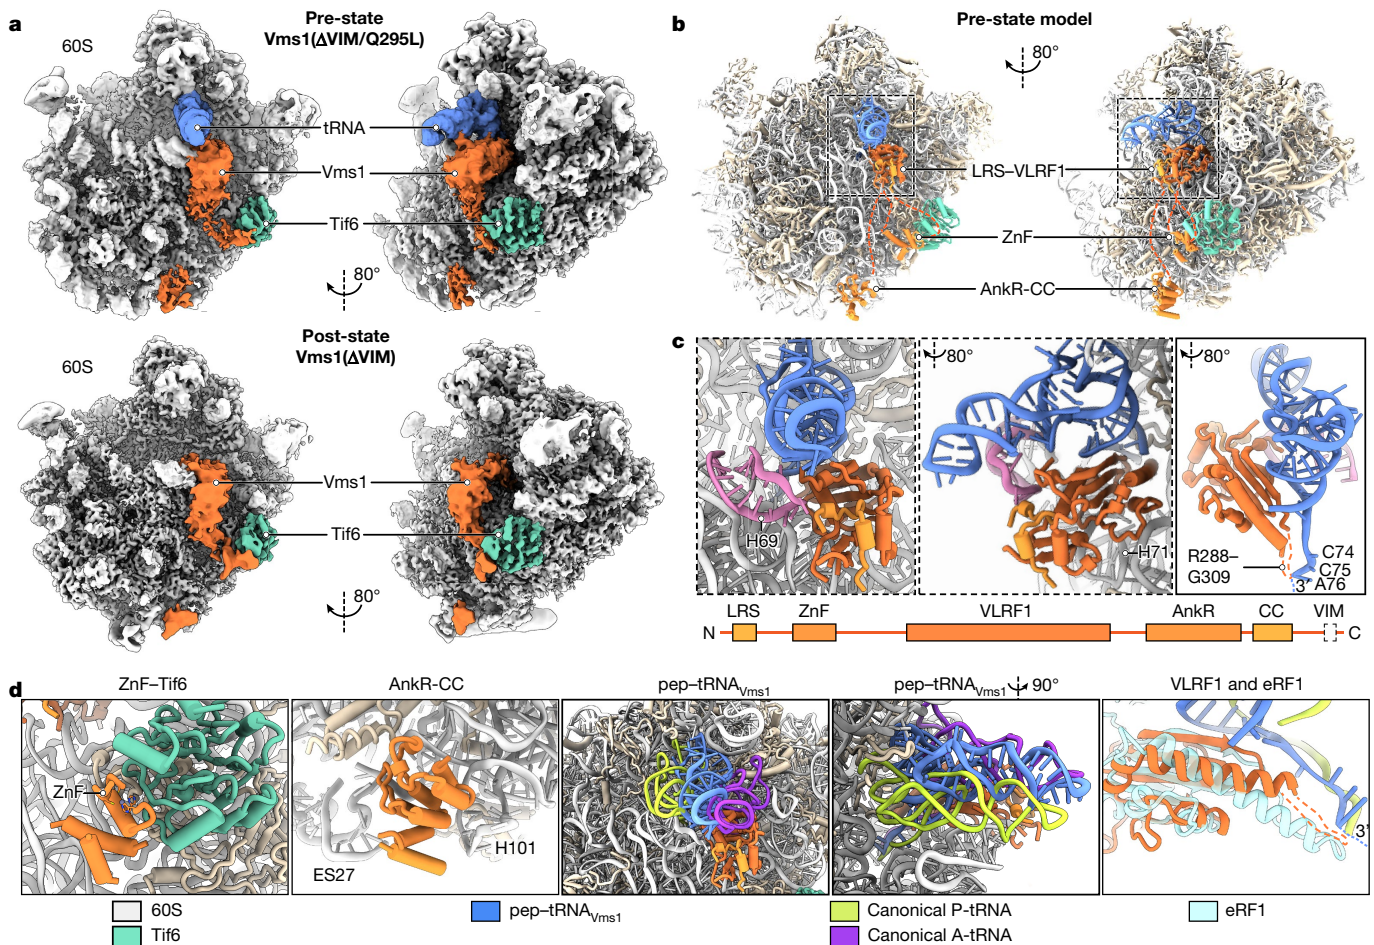 a
Pre-state
Vms1(ΔVIM/Q295L)
60S
tRNA
Vms1
Tif6
80°
Post-state
Vms1(ΔVIM)
60S
Vms1
Tif6
80°
b
Pre-state model
80°
LRS–VLRF1
ZnF
AnkR-CC
c
H69
80°
H71
80°
R288–
G309
C74
C75
3′ A76
N LRS ZnF VLRF1 AnkR CC VIM C
d
ZnF–Tif6
ZnF
AnkR-CC
ES27
H101
pep–tRNAVms1
pep–tRNAVms1 90°
VLRF1 and eRF1
3′
60S
Tif6
pep–tRNAVms1
Canonical P-tRNA
Canonical A-tRNA
eRF1